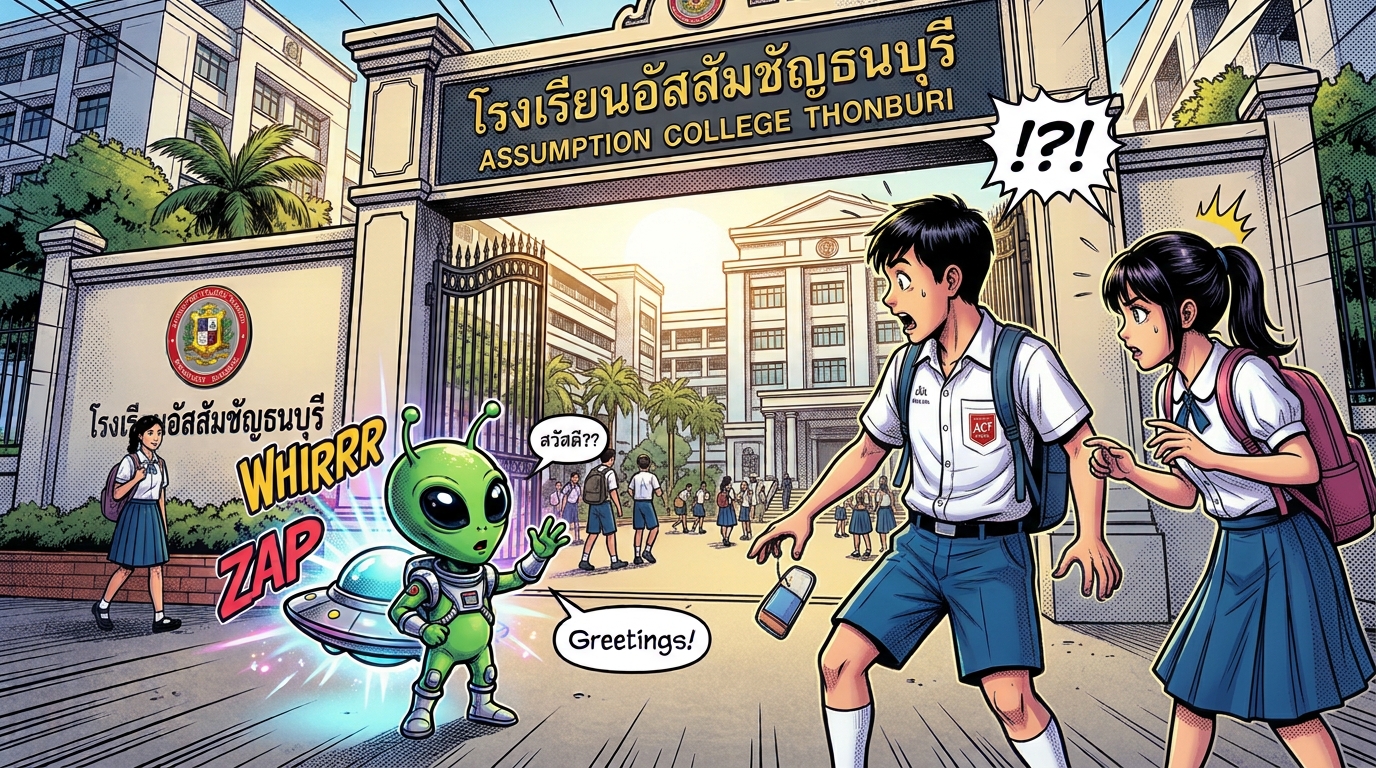 โรงเรียนอัสสัมชัญธนบุรี
ASSUMPTION COLLEGE THONBURI
!?!
โรงเรียนอัสสัมชัญธนบุรี
WHIRRR
ZAP
สวัสดี??
Greetings!
ACF